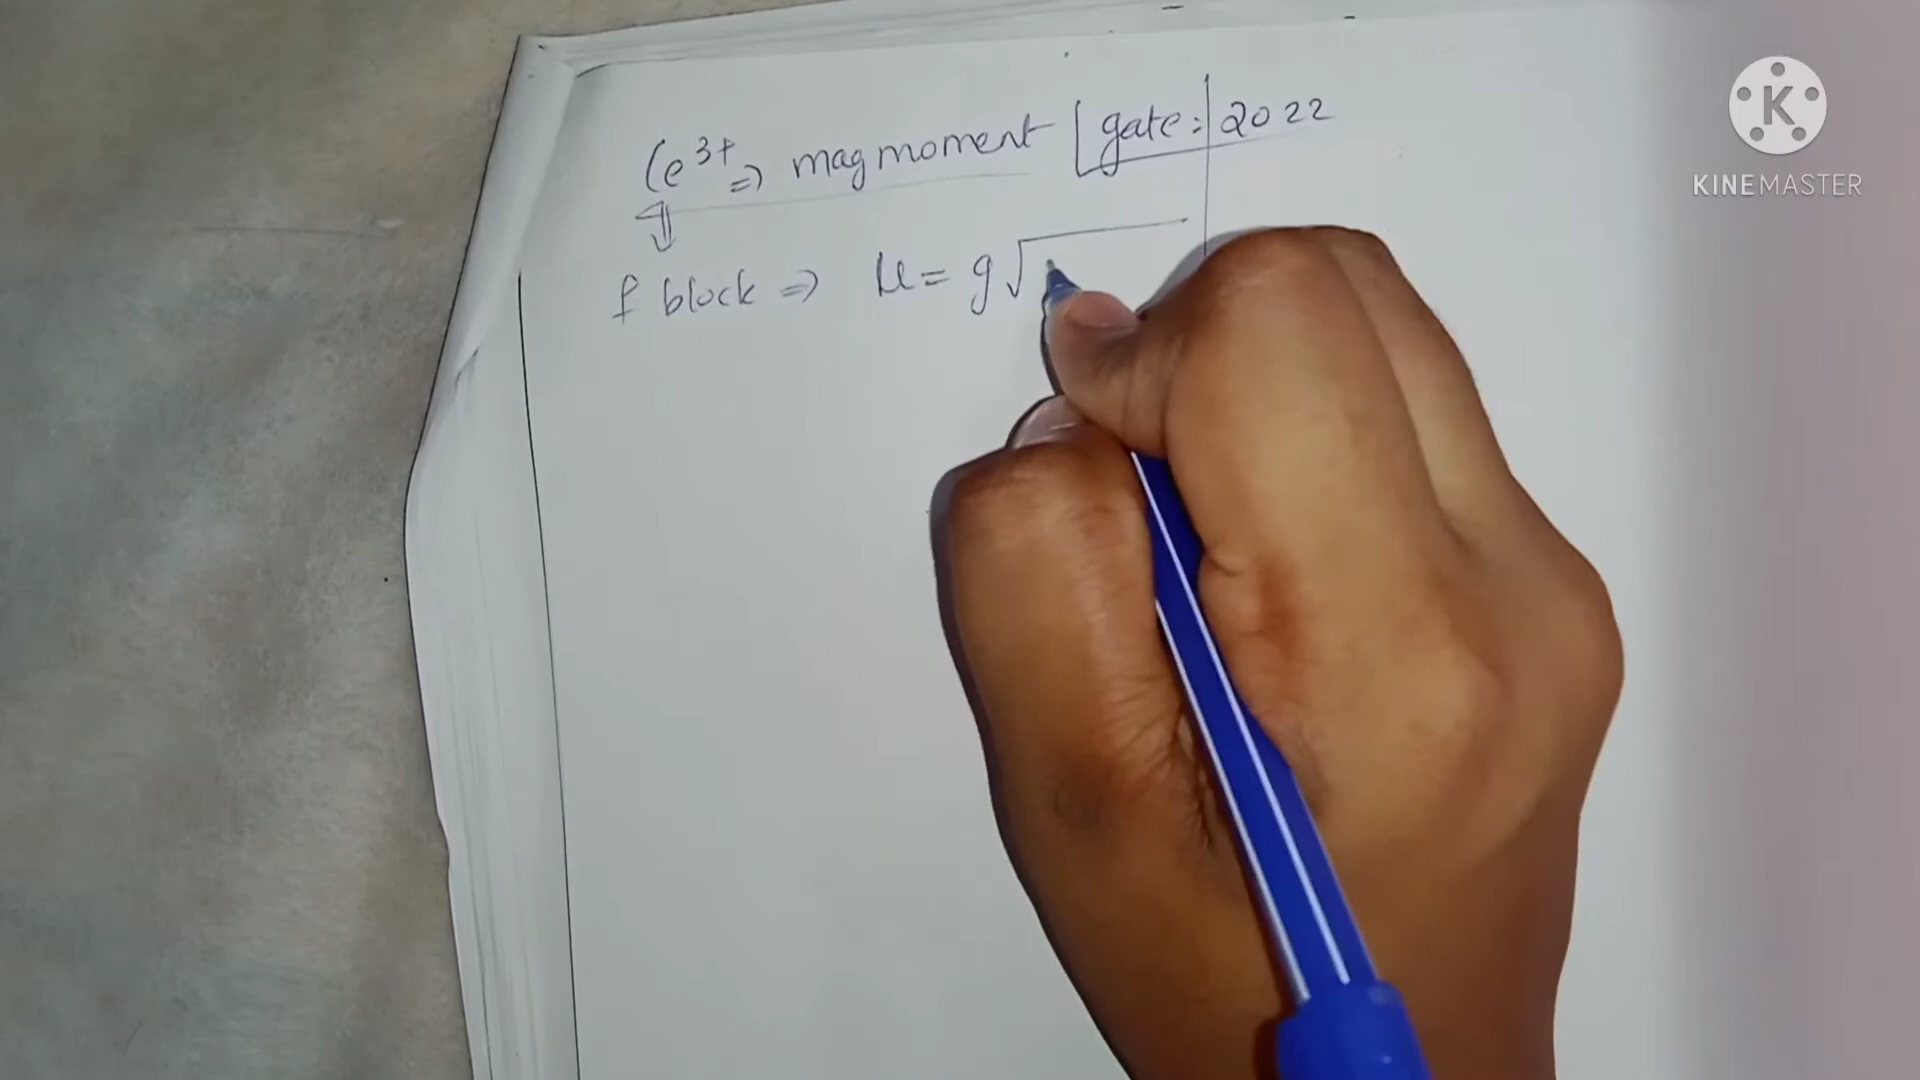 Ce3+ => mag moment [gate: 2022
f block => μ = g√
K
KINEMASTER